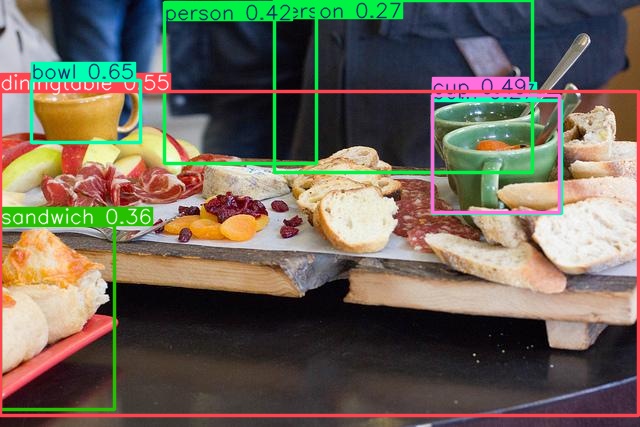 person 0.42
person 0.27
bowl 0.65
diningtable 0.55
cup 0.49
sandwich 0.36